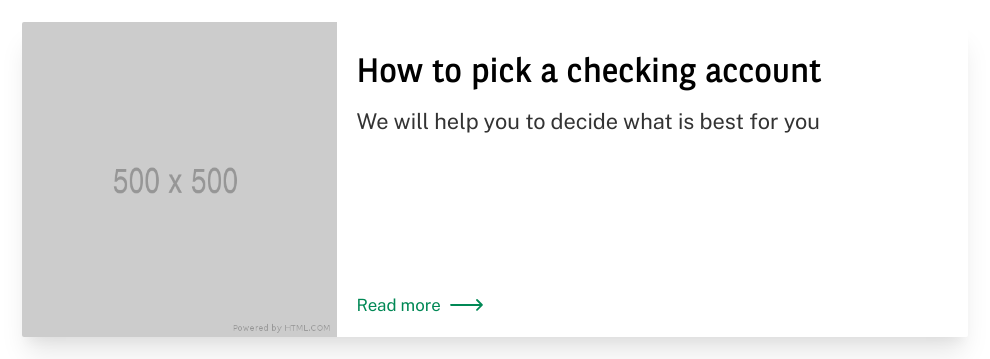 500 x 500
Powered by HTML.COM
How to pick a checking account
We will help you to decide what is best for you
Read more